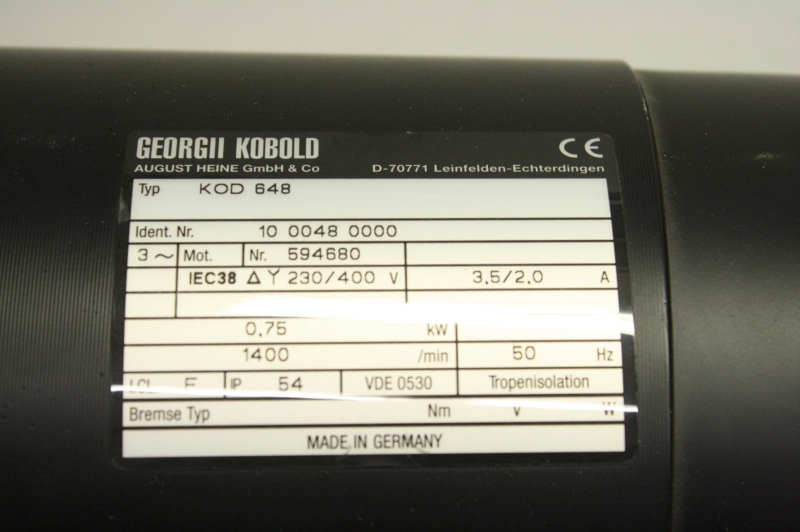 GEORGII KOBOLD CE
AUGUST HEINE GmbH & Co D-70771 Leinfelden-Echterdingen
Typ KOD 648
Ident. Nr. 10 0048 0000
3 ~ Mot. Nr. 594680
IEC38 Δ Y 230/400 V 3,5/2,0 A
0,75 kW
1400 /min 50 Hz
I.CL. F IP 54 VDE 0530 Tropenisolation
Bremse Typ Nm V W
MADE IN GERMANY